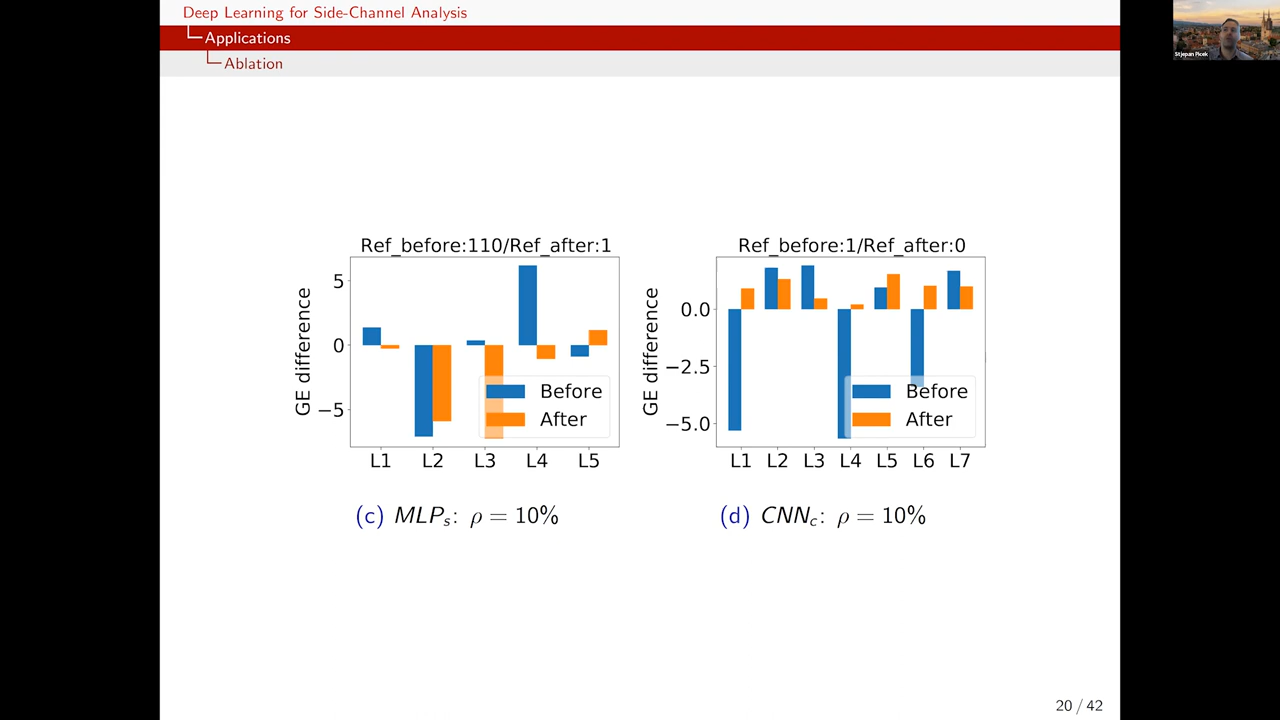 Deep Learning for Side-Channel Analysis
Applications
Ablation
Stjepan Picek
Ref_before:110/Ref_after:1
GE difference
5
0
−5
Before
After
L1 L2 L3 L4 L5
(c) MLPs: ρ = 10%
Ref_before:1/Ref_after:0
GE difference
0.0
−2.5
−5.0
Before
After
L1 L2 L3 L4 L5 L6 L7
(d) CNNc: ρ = 10%
20 / 42